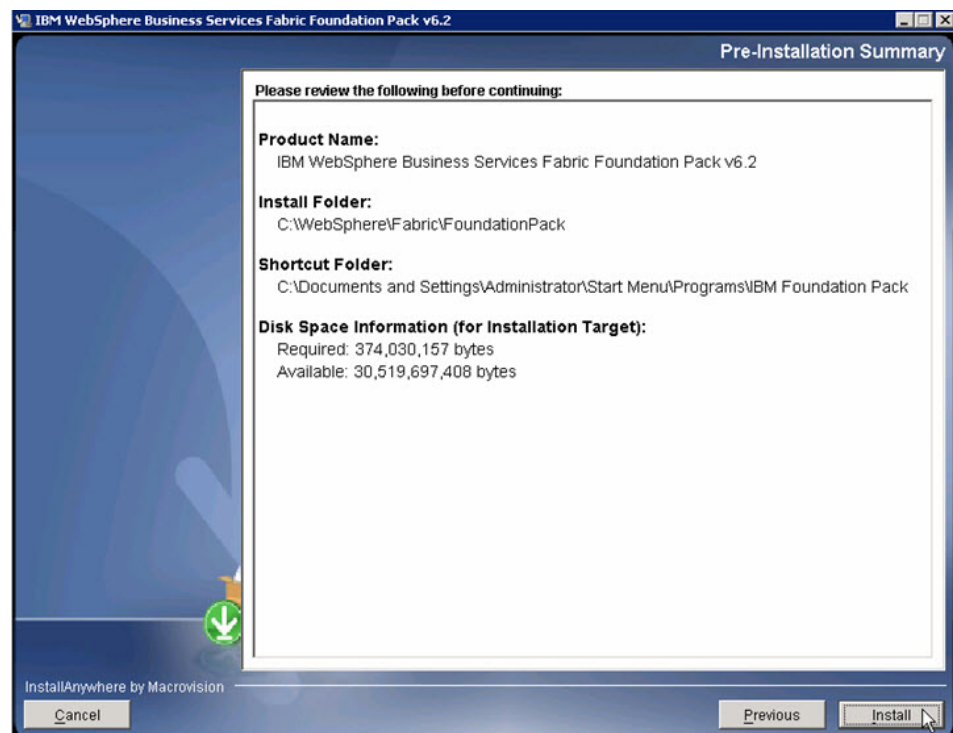 IBM WebSphere Business Services Fabric Foundation Pack v6.2
Pre-Installation Summary
Please review the following before continuing:
Product Name:
IBM WebSphere Business Services Fabric Foundation Pack v6.2
Install Folder:
C:\WebSphere\Fabric\FoundationPack
Shortcut Folder:
C:\Documents and Settings\Administrator\Start Menu\Programs\IBM Foundation Pack
Disk Space Information (for Installation Target):
Required: 374,030,157 bytes
Available: 30,519,697,408 bytes
InstallAnywhere by Macrovision
Cancel
Previous
Install